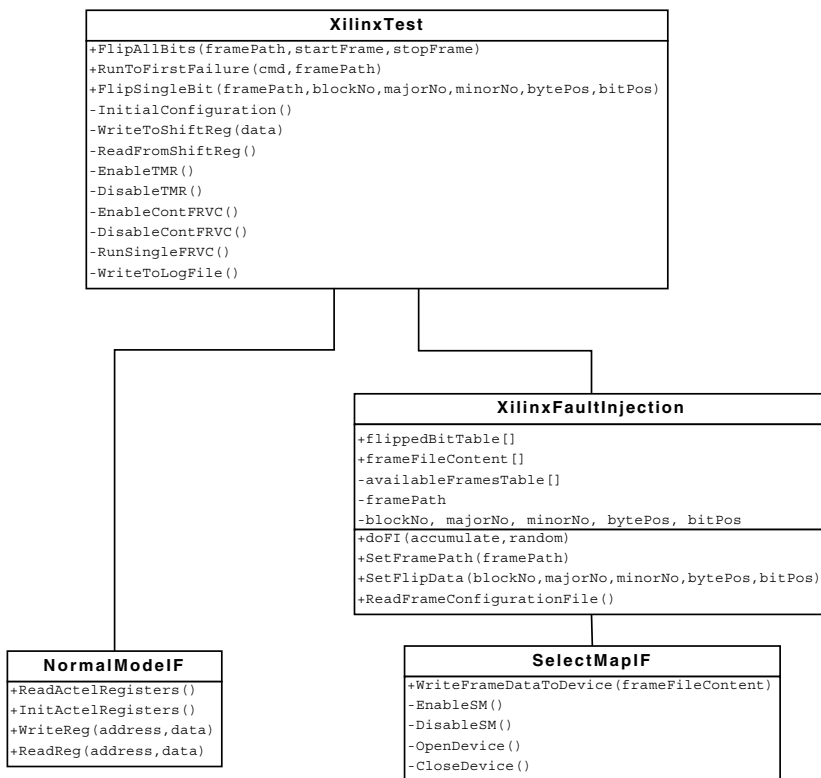 XilinxTest
+FlipAllBits(framePath,startFrame,stopFrame)
+RunToFirstFailure(cmd,framePath)
+FlipSingleBit(framePath,blockNo,majorNo,minorNo,bytePos,bitPos)
-InitialConfiguration()
-WriteToShiftReg(data)
-ReadFromShiftReg()
-EnableTMR()
-DisableTMR()
-EnableContFRVC()
-DisableContFRVC()
-RunSingleFRVC()
-WriteToLogFile()
XilinxFaultInjection
+flippedBitTable[]
+frameFileContent[]
-availableFramesTable[]
-framePath
-blockNo, majorNo, minorNo, bytePos, bitPos
+doFI(accumulate,random)
+SetFramePath(framePath)
+SetFlipData(blockNo,majorNo,minorNo,bytePos,bitPos)
+ReadFrameConfigurationFile()
NormalModeIF
+ReadActelRegisters()
+InitActelRegisters()
+WriteReg(address,data)
+ReadReg(address,data)
SelectMapIF
+WriteFrameDataToDevice(frameFileContent)
-EnableSM()
-DisableSM()
-OpenDevice()
-CloseDevice()